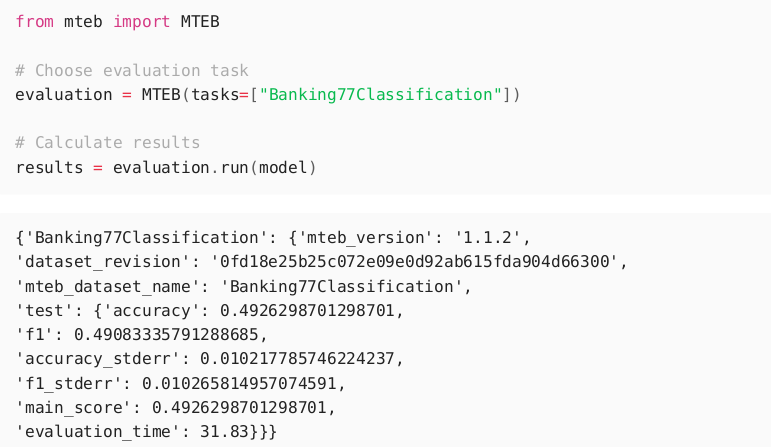 from mteb import MTEB
# Choose evaluation task
evaluation = MTEB(tasks=["Banking77Classification"])
# Calculate results
results = evaluation.run(model)
{'Banking77Classification': {'mteb_version': '1.1.2',
'dataset_revision': '0fd18e25b25c072e09e0d92ab615fda904d66300',
'mteb_dataset_name': 'Banking77Classification',
'test': {'accuracy': 0.4926298701298701,
'f1': 0.49083335791288685,
'accuracy_stderr': 0.010217785746224237,
'f1_stderr': 0.010265814957074591,
'main_score': 0.4926298701298701,
'evaluation_time': 31.83}}}